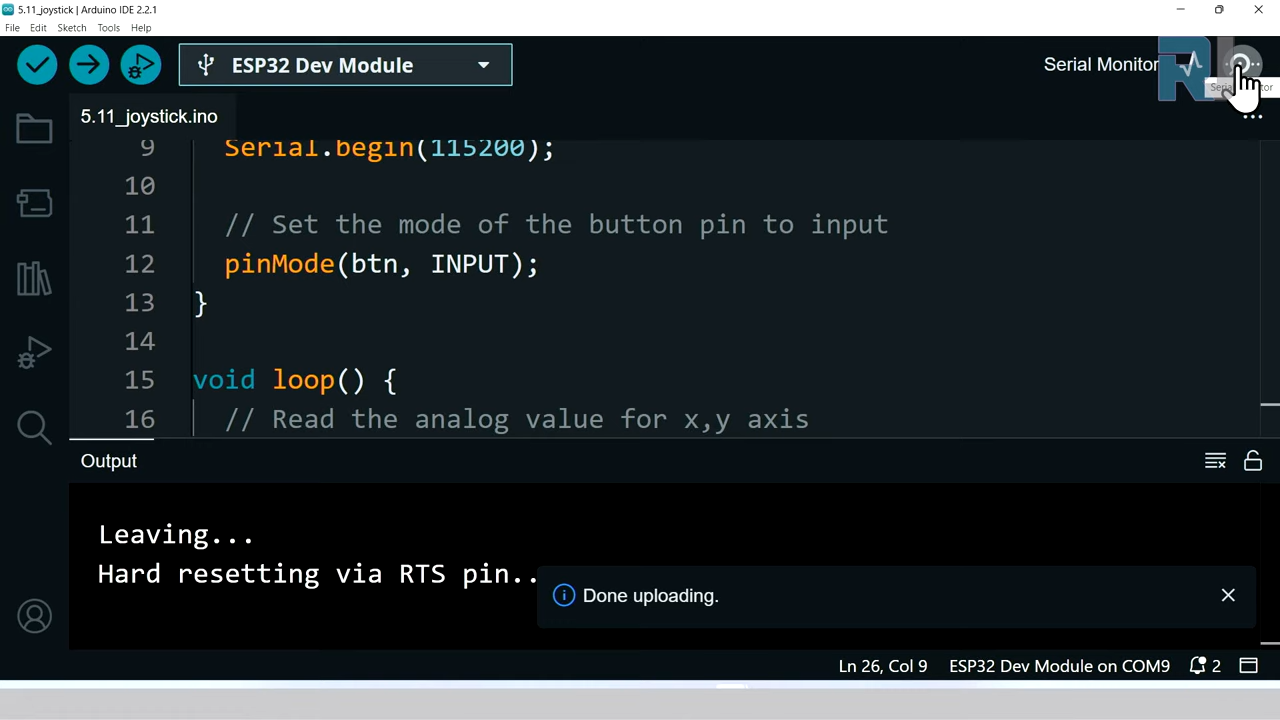 5.11_joystick | Arduino IDE 2.2.1
File Edit Sketch Tools Help
ESP32 Dev Module
Serial Monitor
5.11_joystick.ino
9 Serial.begin(115200);
10
11 // Set the mode of the button pin to input
12 pinMode(btn, INPUT);
13 }
14
15 void loop() {
16 // Read the analog value for x,y axis
Output
Leaving...
Hard resetting via RTS pin..
Done uploading.
Ln 26, Col 9 ESP32 Dev Module on COM9 2